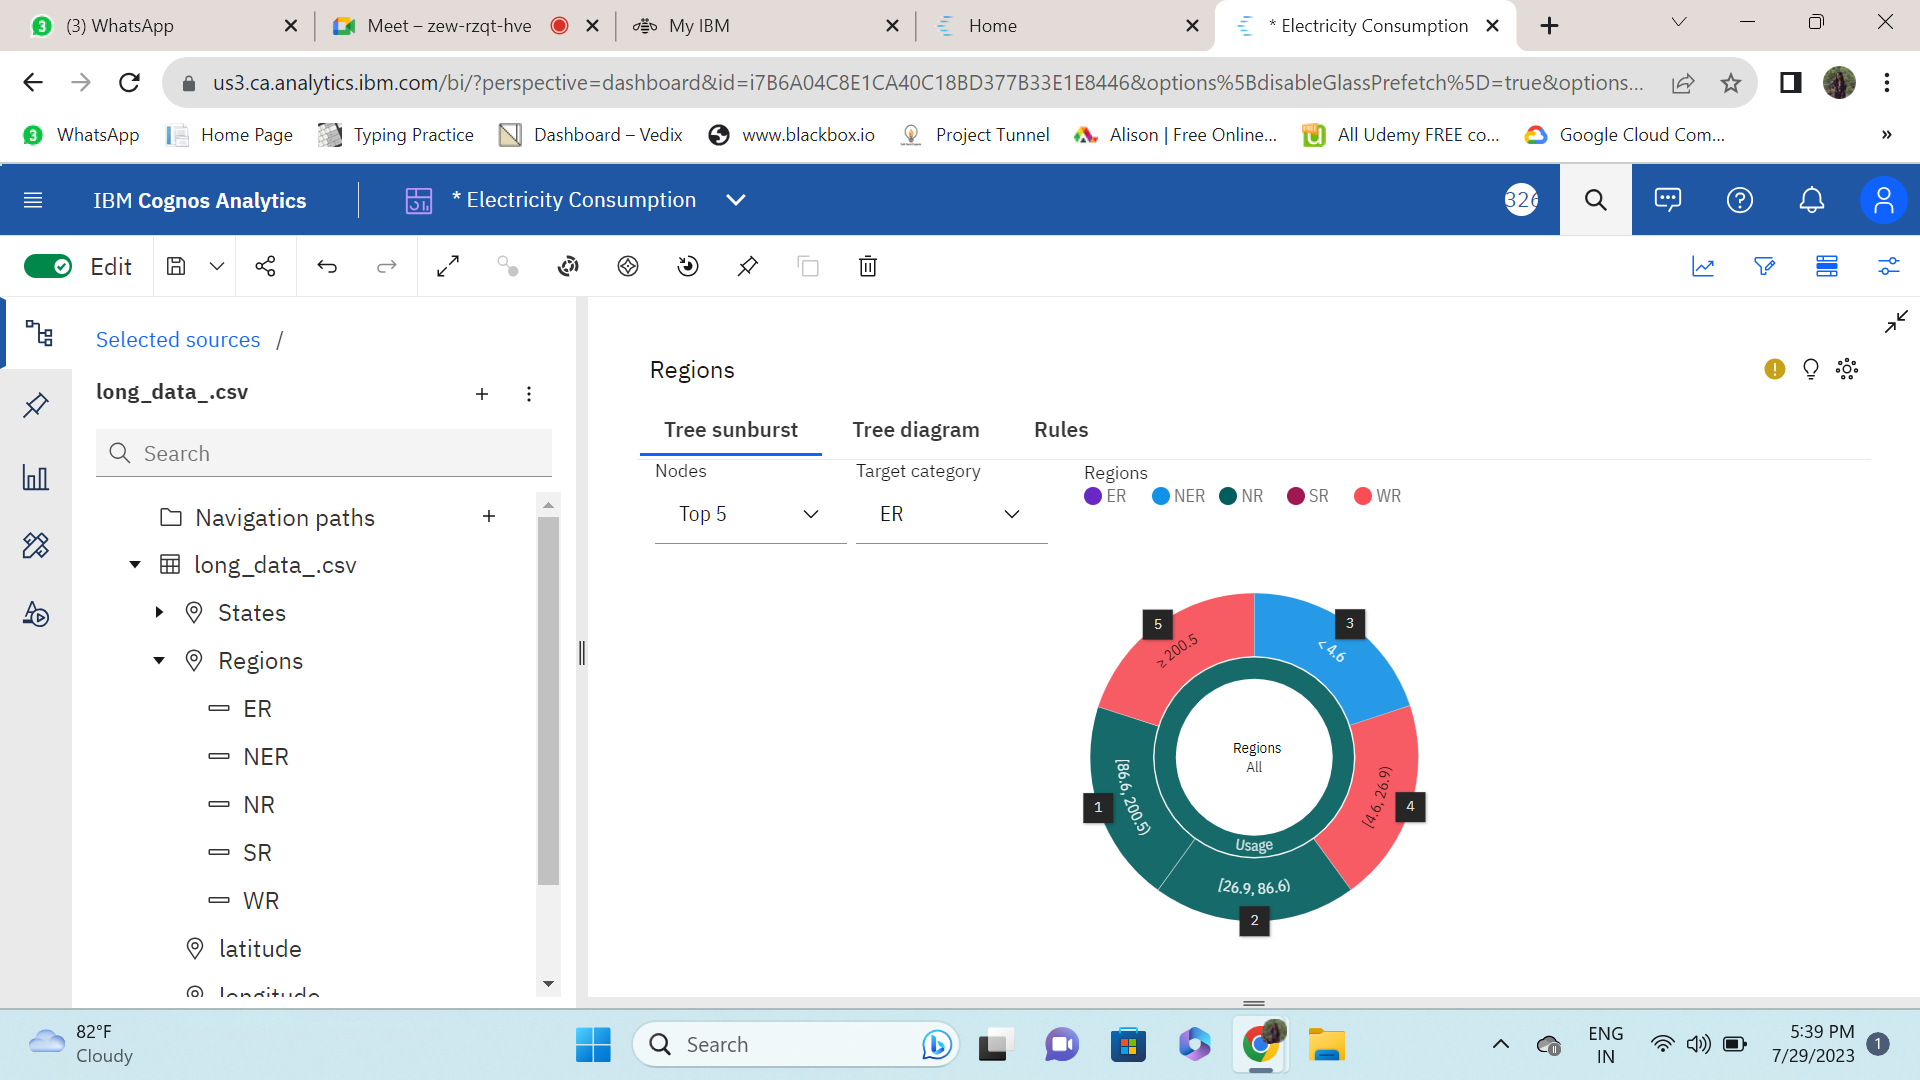 (3) WhatsApp
Meet – zew-rzqt-hve
My IBM
Home
* Electricity Consumption
us3.ca.analytics.ibm.com/bi/?perspective=dashboard&id=i7B6A04C8E1CA40C18BD377B33E1E8446&options%5BdisableGlassPrefetch%5D=true&options...
3 WhatsApp
Home Page
Typing Practice
Dashboard – Vedix
www.blackbox.io
Project Tunnel
Alison | Free Online...
All Udemy FREE co...
Google Cloud Com...
»
IBM Cognos Analytics
* Electricity Consumption
326
Edit
Selected sources /
long_data_.csv
Search
Navigation paths
long_data_.csv
States
Regions
ER
NER
NR
SR
WR
latitude
longitude
Regions
Tree sunburst
Tree diagram
Rules
Nodes
Top 5
Target category
ER
Regions
ER NER NR SR WR
5
≥ 200.5
3
< 4.6
Regions
All
1
[86.6, 200.5)
4
[4.6, 26.9)
Usage
[26.9, 86.6)
2
82°F
Cloudy
Search
ENG
IN
5:39 PM
7/29/2023
1